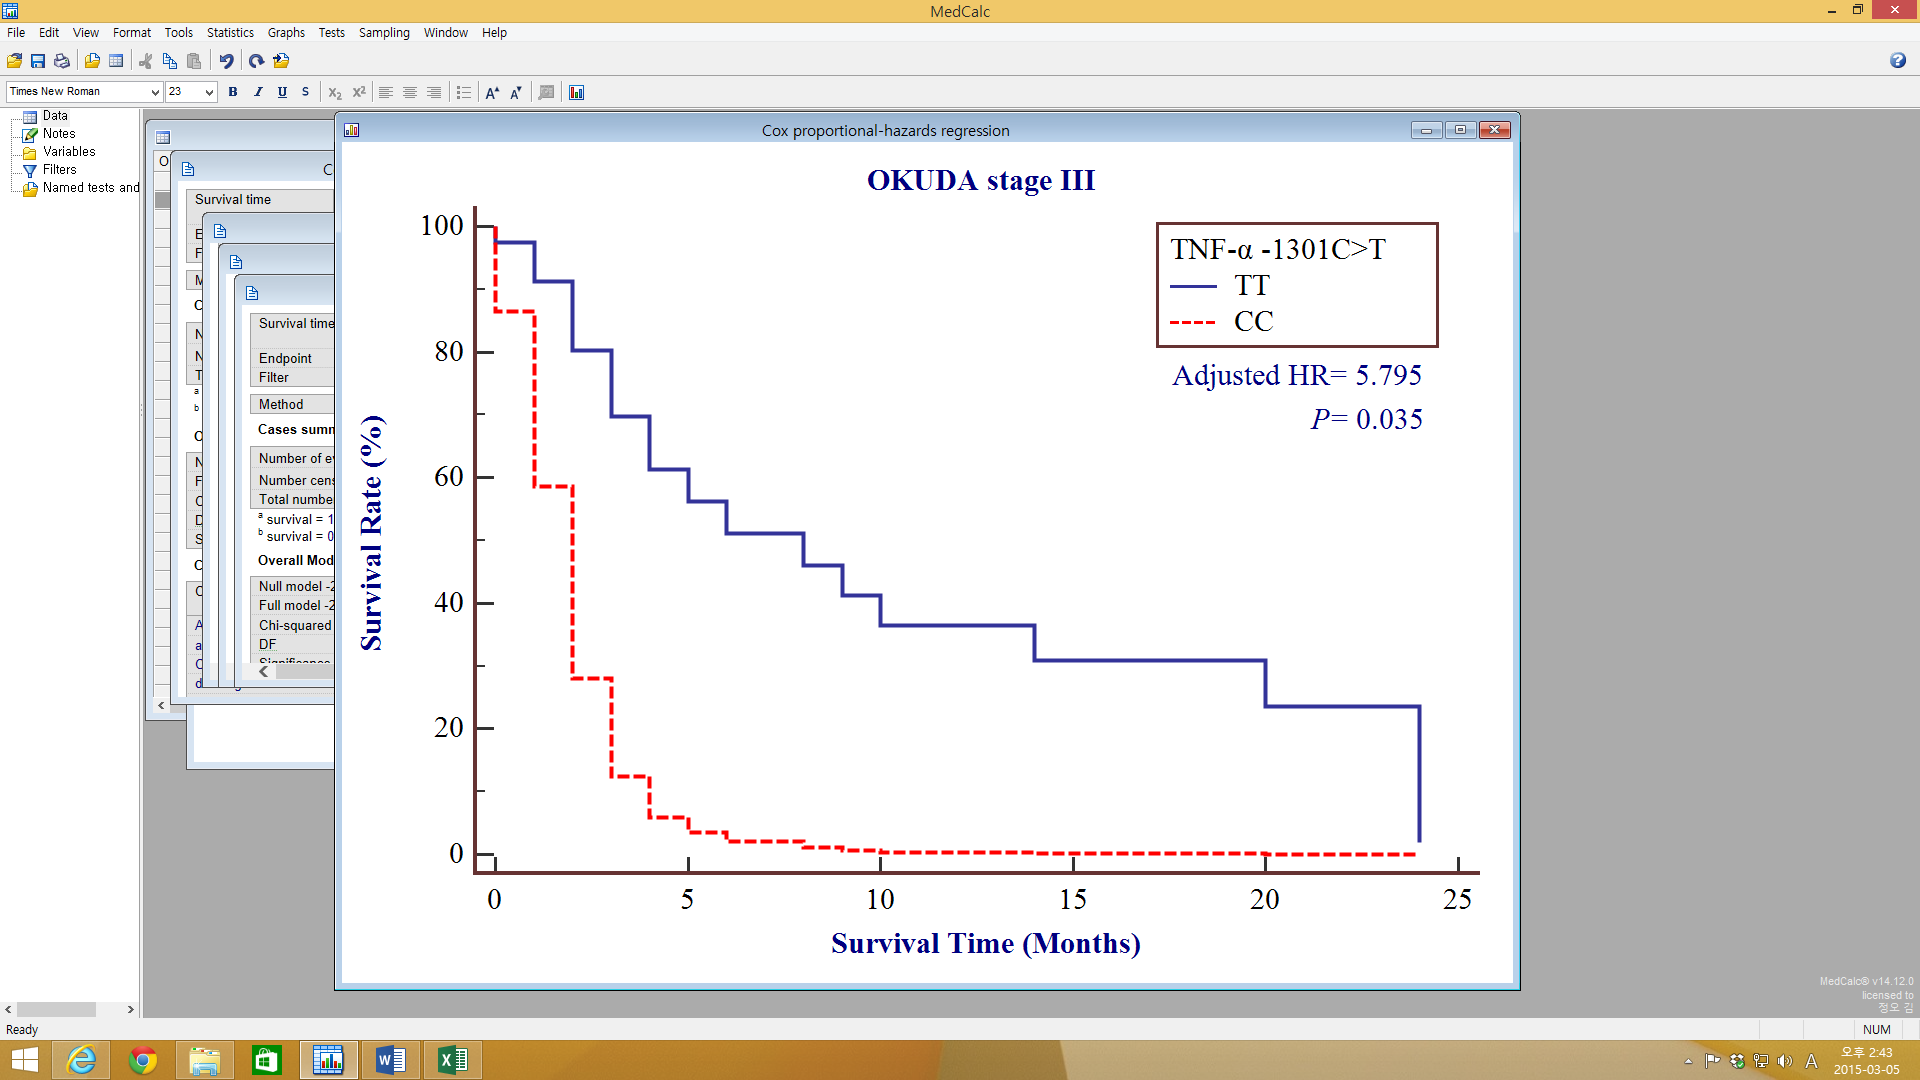 MedCalc
File Edit View Format Tools Statistics Graphs Tests Sampling Window Help
Times New Roman 23 B I U S X₂ X² A A
Data
Notes
Variables
Filters
Named tests and
O
C
Survival time
E
F
M
C
N
N
T
a
b
O
N
F
C
D
S
C
C
A
a
C
d
Survival time
Endpoint
Filter
Method
Cases sumn
Number of ev
Number cens
Total numbe
a survival = 1
b survival = 0
Overall Mod
Null model -2
Full model -2
Chi-squared
DF
Significance
Cox proportional-hazards regression
OKUDA stage III
TNF-α -1301C>T
TT
CC
Adjusted HR= 5.795
P= 0.035
Survival Rate (%)
100
80
60
40
20
0
0 5 10 15 20 25
Survival Time (Months)
MedCalc® v14.12.0
licensed to
정오 김
Ready
NUM
A
오후 2:43
2015-03-05